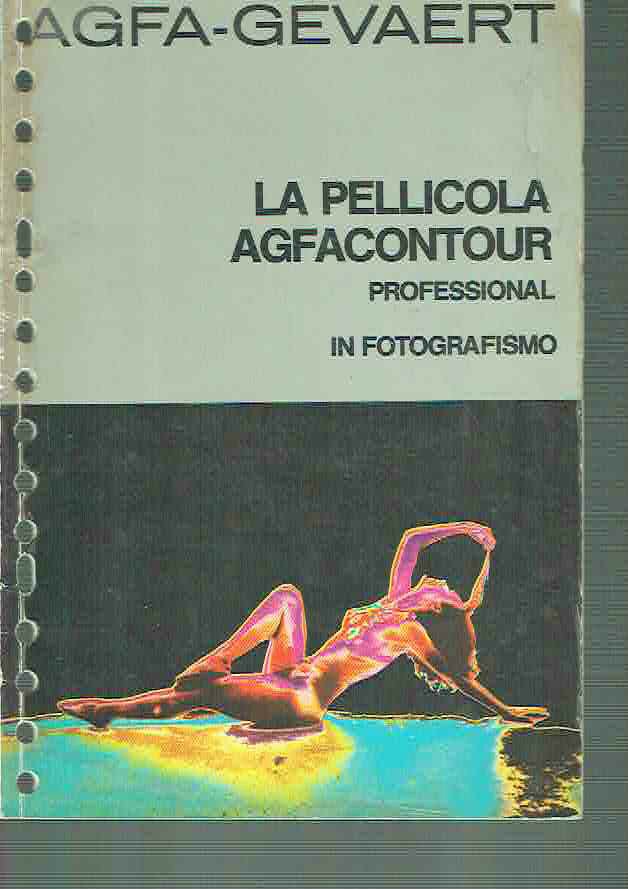 AGFA-GEVAERT
LA PELLICOLA
AGFACONTOUR
PROFESSIONAL
IN FOTOGRAFISMO